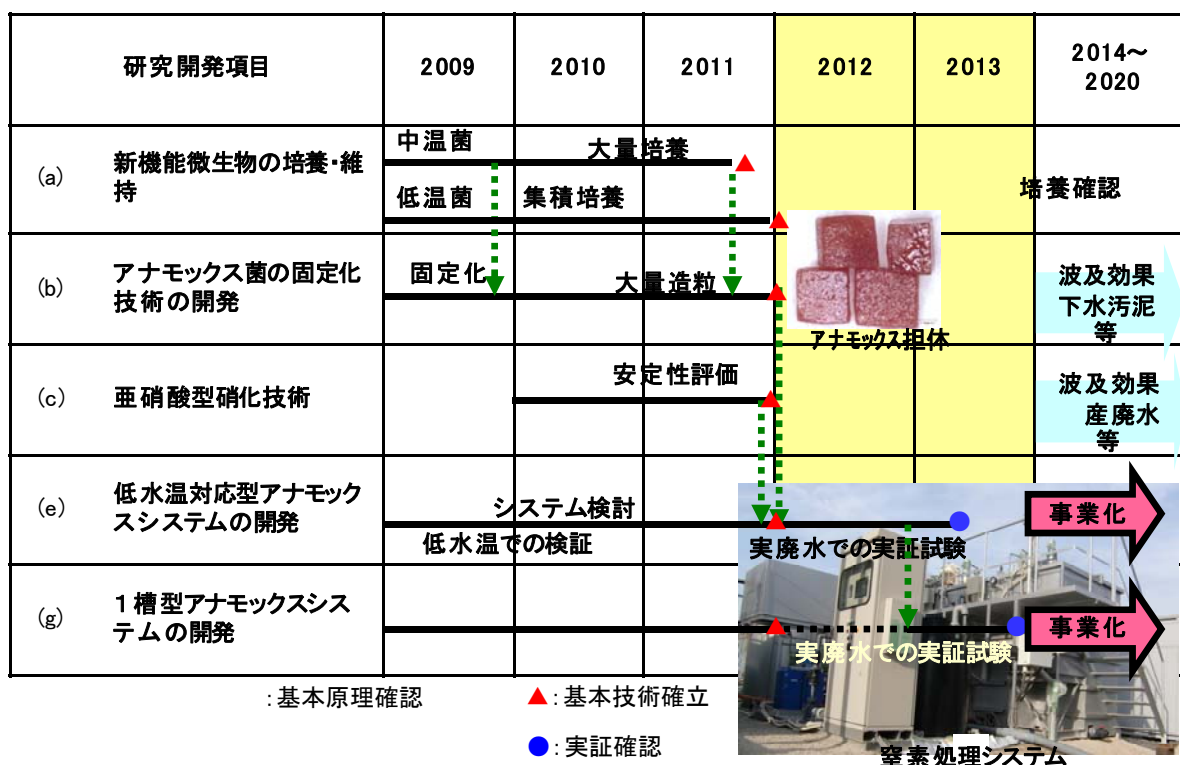 研究開発項目
2009
2010
2011
2012
2013
2014～
2020
(a)
新機能微生物の培養・維
持
中温菌
大量培養
低温菌
集積培養
培養確認
(b)
アナモックス菌の固定化
技術の開発
固定化
大量造粒
アナモックス担体
波及効果
下水汚泥
等
(c)
亜硝酸型硝化技術
安定性評価
波及効果
産廃水
等
(e)
低水温対応型アナモック
スシステムの開発
システム検討
低水温での検証
実廃水での実証試験
事業化
(g)
１槽型アナモックスシス
テムの開発
実廃水での実証試験
事業化
:基本原理確認
▲:基本技術確立
●:実証確認
窒素処理システム